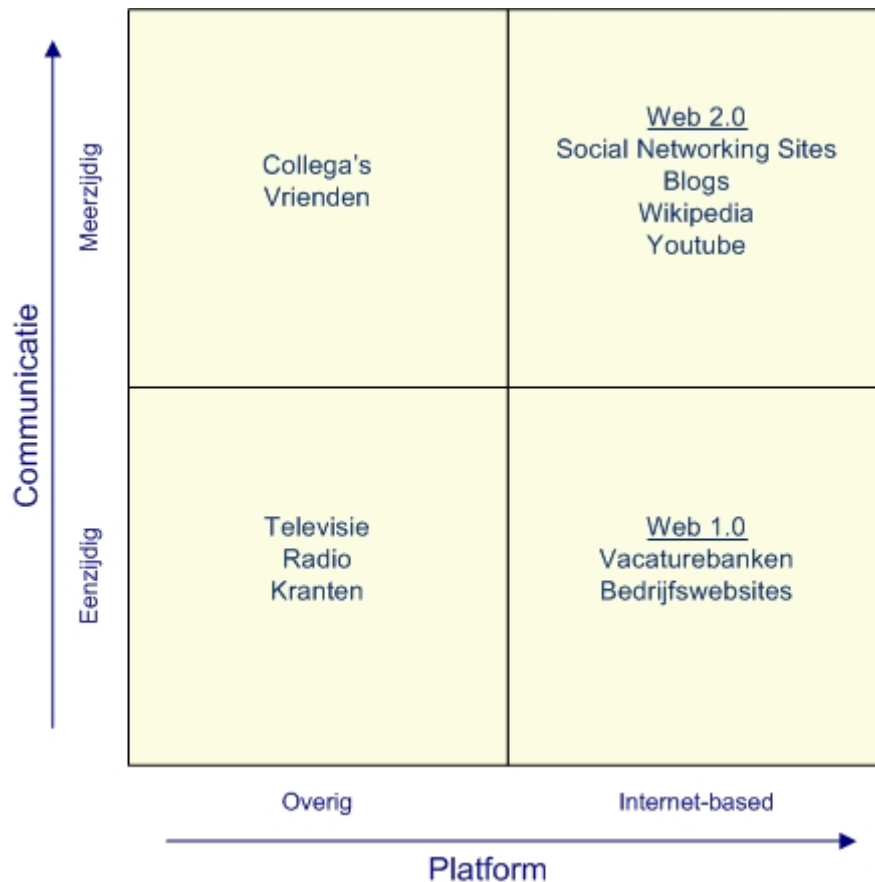 Communicatie
Meerzijdig
Collega's
Vrienden
Web 2.0
Social Networking Sites
Blogs
Wikipedia
Youtube
Eenzijdig
Televisie
Radio
Kranten
Web 1.0
Vacaturebanken
Bedrijfswebsites
Overig
Internet-based
Platform